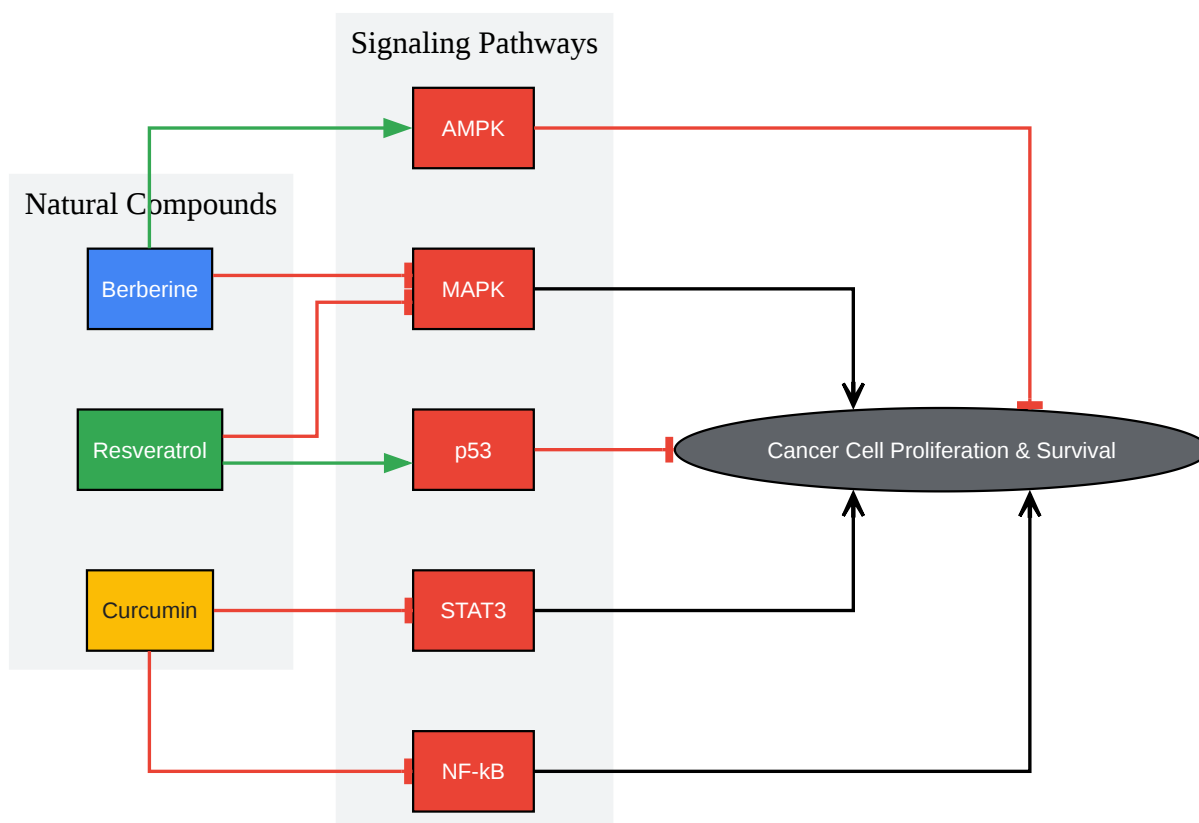 Signaling Pathways
AMPK
Natural Compounds
Berberine
MAPK
Resveratrol
p53
Cancer Cell Proliferation & Survival
Curcumin
STAT3
NF-kB